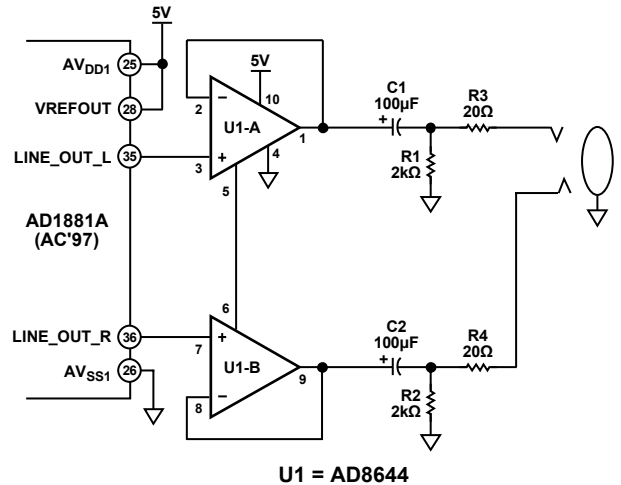 5V
AV_DD1 25
VREFOUT 28
LINE_OUT_L 35
AD1881A
(AC'97)
LINE_OUT_R 36
AV_SS1 26
5V
2 − 10
U1-A
1
+ 4
3
5
6
+
7
U1-B
9
8 −
C1
100µF
+
R3
20Ω
R1
2kΩ
C2
100µF
+
R4
20Ω
R2
2kΩ
U1 = AD8644